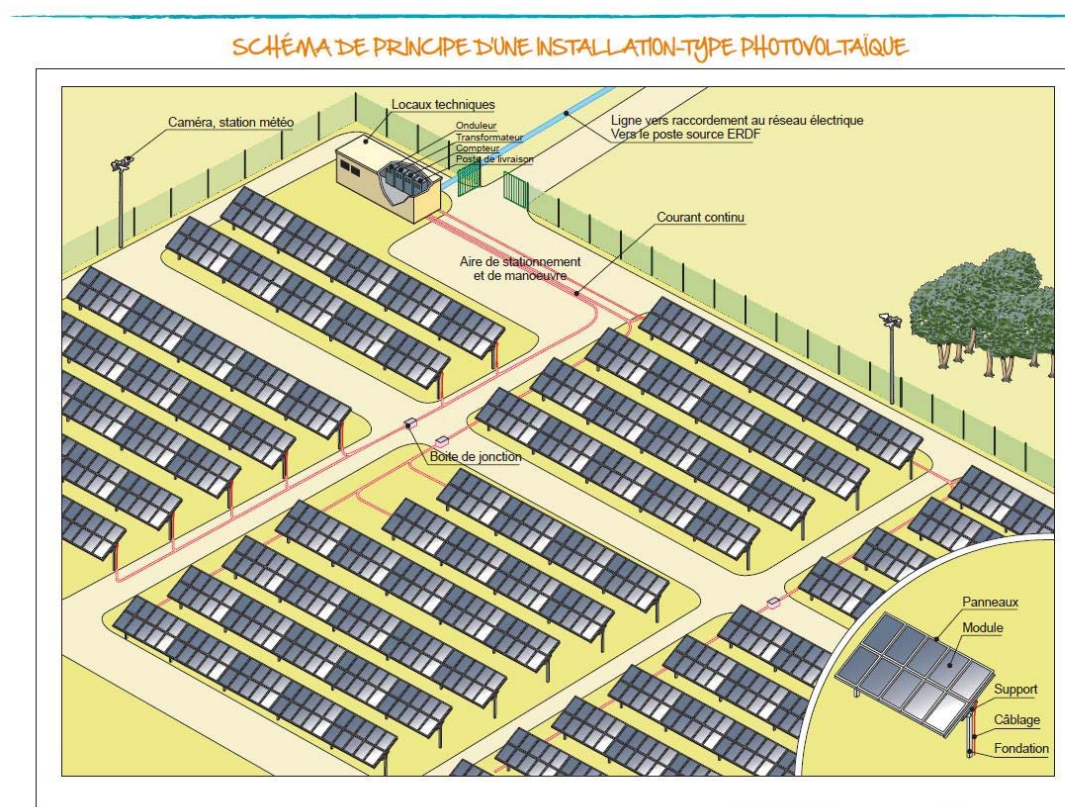 SCHÉMA DE PRINCIPE D'UNE INSTALLATION-TYPE PHOTOVOLTAÏQUE
Locaux techniques
Caméra, station météo
Onduleur
Transformateur
Compteur
Poste de livraison
Ligne vers raccordement au réseau électrique
Vers le poste source ERDF
Courant continu
Aire de stationnement
et de manoeuvre
Boite de jonction
Panneaux
Module
Support
Câblage
Fondation